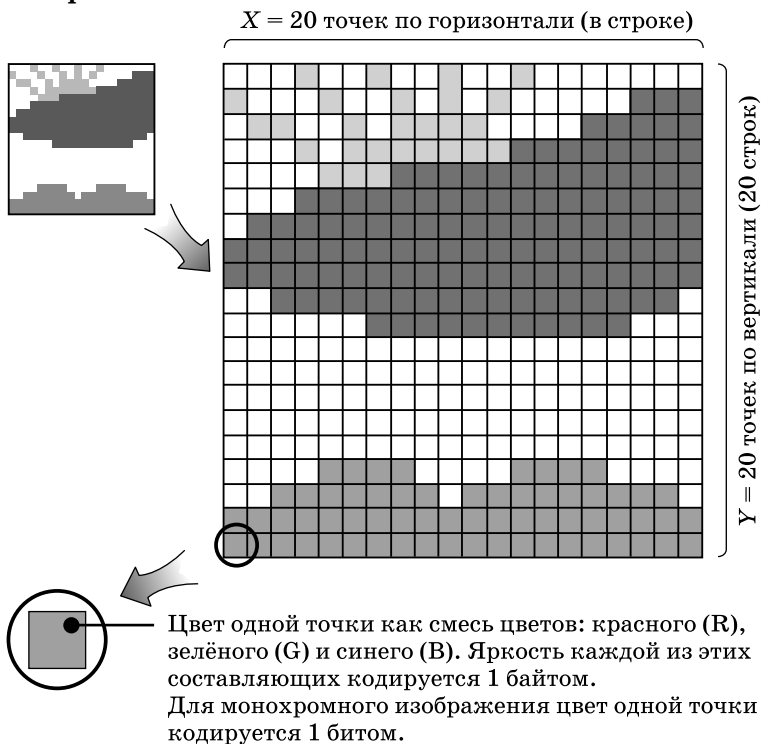 X = 20 точек по горизонтали (в строке)
Y = 20 точек по вертикали (20 строк)
Цвет одной точки как смесь цветов: красного (R),
зелёного (G) и синего (B). Яркость каждой из этих
составляющих кодируется 1 байтом.
Для монохромного изображения цвет одной точки
кодируется 1 битом.